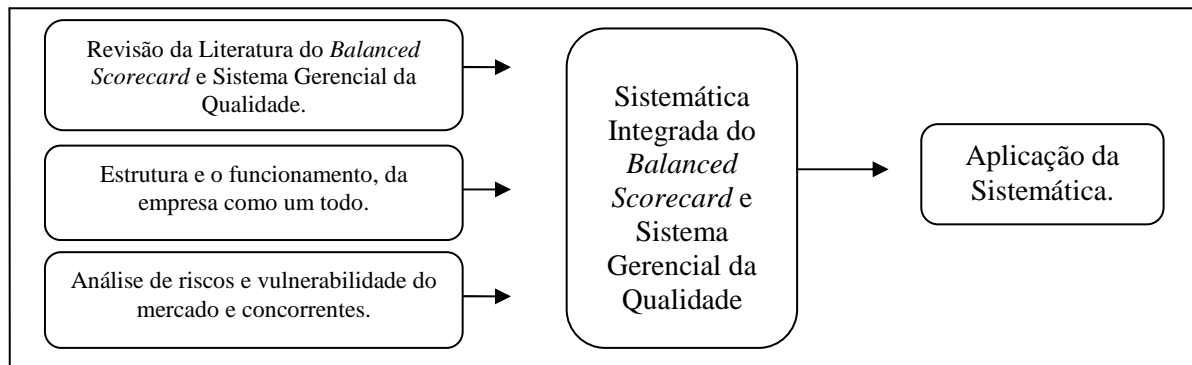 Revisão da Literatura do Balanced
Scorecard e Sistema Gerencial da
Qualidade.
Estrutura e o funcionamento, da
empresa como um todo.
Análise de riscos e vulnerabilidade do
mercado e concorrentes.
Sistemática
Integrada do
Balanced
Scorecard e
Sistema
Gerencial da
Qualidade
Aplicação da
Sistemática.